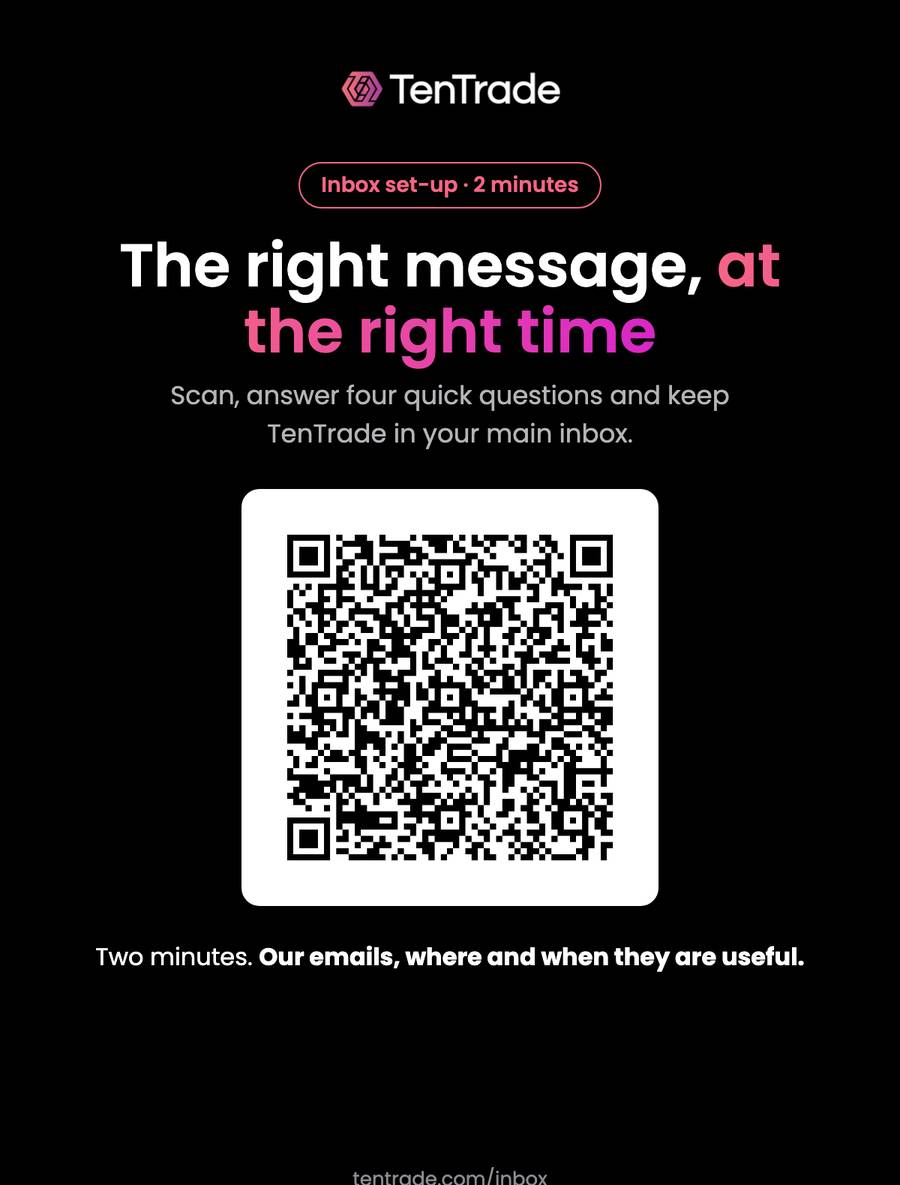 TenTrade
Inbox set-up · 2 minutes
The right message, at
the right time
Scan, answer four quick questions and keep
TenTrade in your main inbox.
Two minutes. Our emails, where and when they are useful.
tentrade.com/inbox